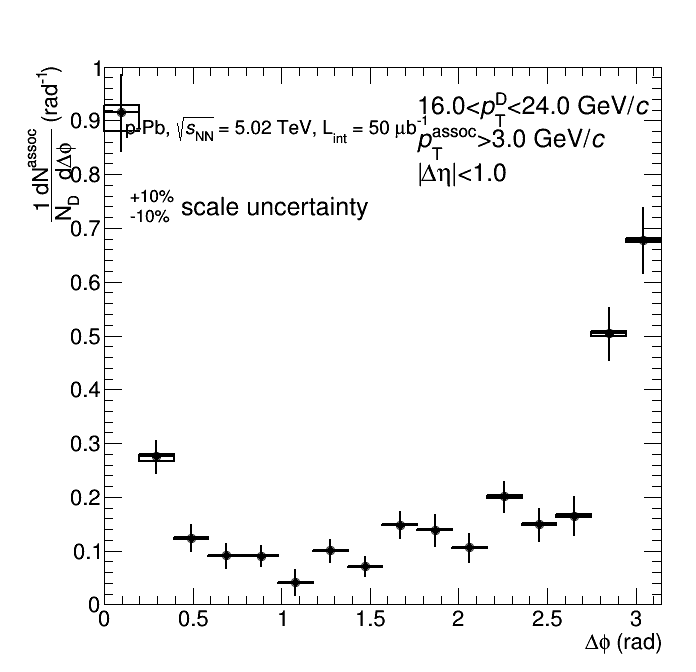 1 dN^assoc / N_D dΔϕ (rad^-1)
1
0.9
0.8
0.7
0.6
0.5
0.4
0.3
0.2
0.1
0
p-Pb, √s_NN = 5.02 TeV, L_int = 50 μb^-1
16.0<p_T^D<24.0 GeV/c
p_T^assoc>3.0 GeV/c
|Δη|<1.0
+10%
-10% scale uncertainty
0 0.5 1 1.5 2 2.5 3
Δϕ (rad)